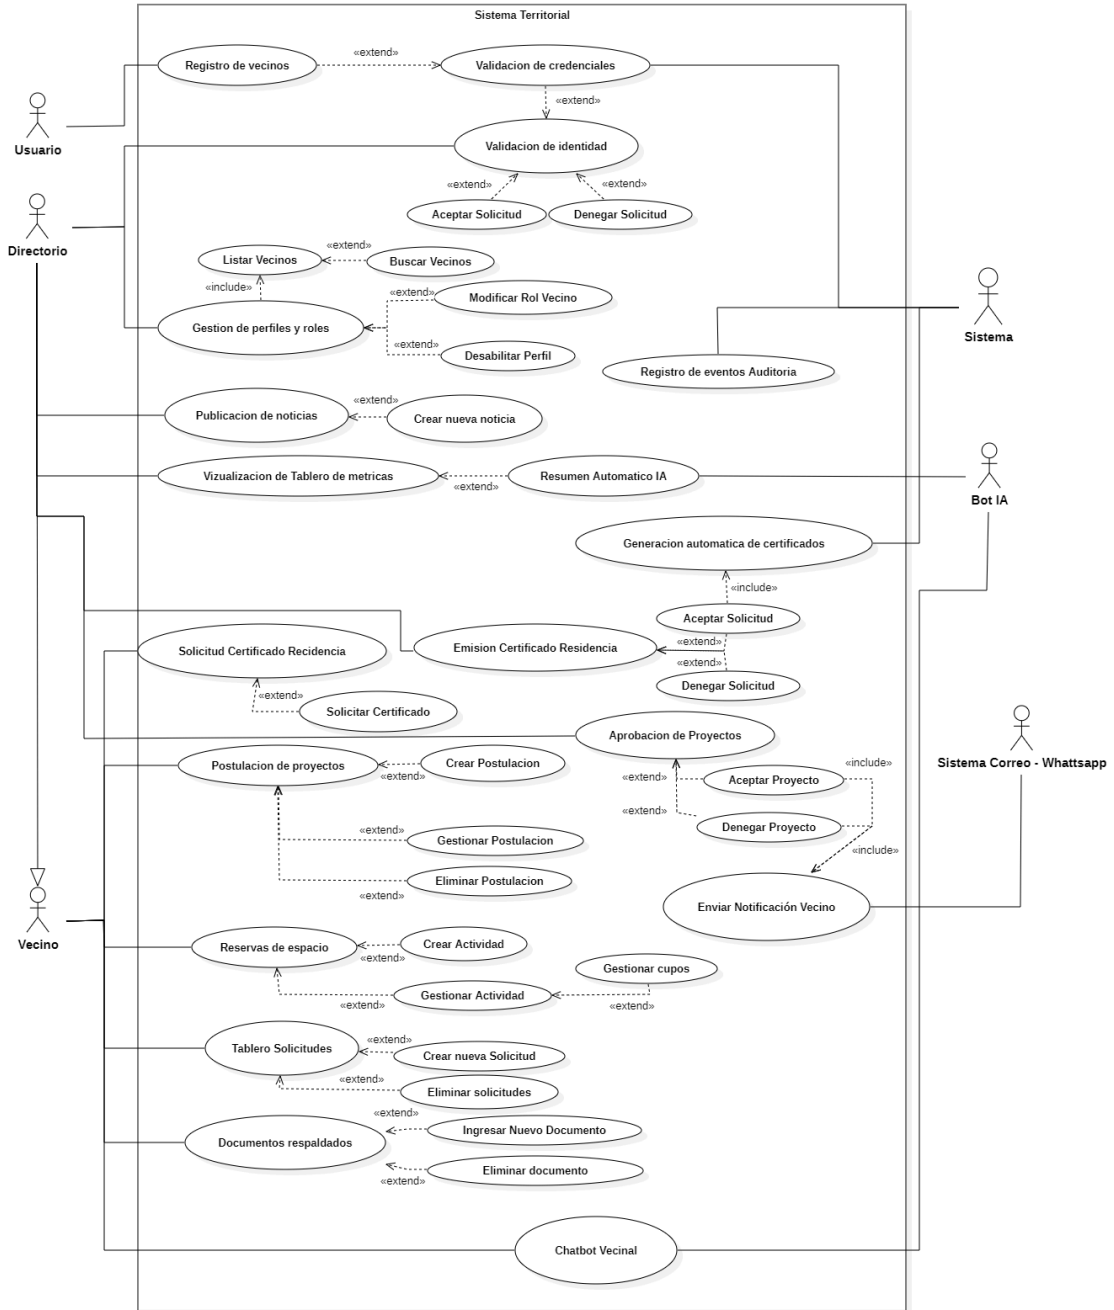 Sistema Territorial
Registro de vecinos
«extend»
Validacion de credenciales
«extend»
Usuario
Validacion de identidad
«extend»
«extend»
Aceptar Solicitud
Denegar Solicitud
Directorio
Listar Vecinos
«extend»
Buscar Vecinos
«include»
«extend»
Modificar Rol Vecino
Gestion de perfiles y roles
«extend»
Desabilitar Perfil
Sistema
Registro de eventos Auditoria
Publicacion de noticias
«extend»
Crear nueva noticia
Vizualizacion de Tablero de metricas
«extend»
Resumen Automatico IA
Bot IA
Generacion automatica de certificados
«include»
Aceptar Solicitud
Solicitud Certificado Recidencia
Emision Certificado Residencia
«extend»
«extend»
Denegar Solicitud
«extend»
Solicitar Certificado
Aprobacion de Proyectos
Sistema Correo - Whattsapp
Postulacion de proyectos
«extend»
Crear Postulacion
«extend»
Aceptar Proyecto
«include»
«extend»
Denegar Proyecto
«include»
«extend»
Gestionar Postulacion
Eliminar Postulacion
«extend»
Enviar Notificación Vecino
Vecino
Reservas de espacio
«extend»
Crear Actividad
Gestionar cupos
«extend»
Gestionar Actividad
«extend»
Tablero Solicitudes
«extend»
Crear nueva Solicitud
«extend»
Eliminar solicitudes
Documentos respaldados
«extend»
Ingresar Nuevo Documento
Eliminar documento
«extend»
Chatbot Vecinal